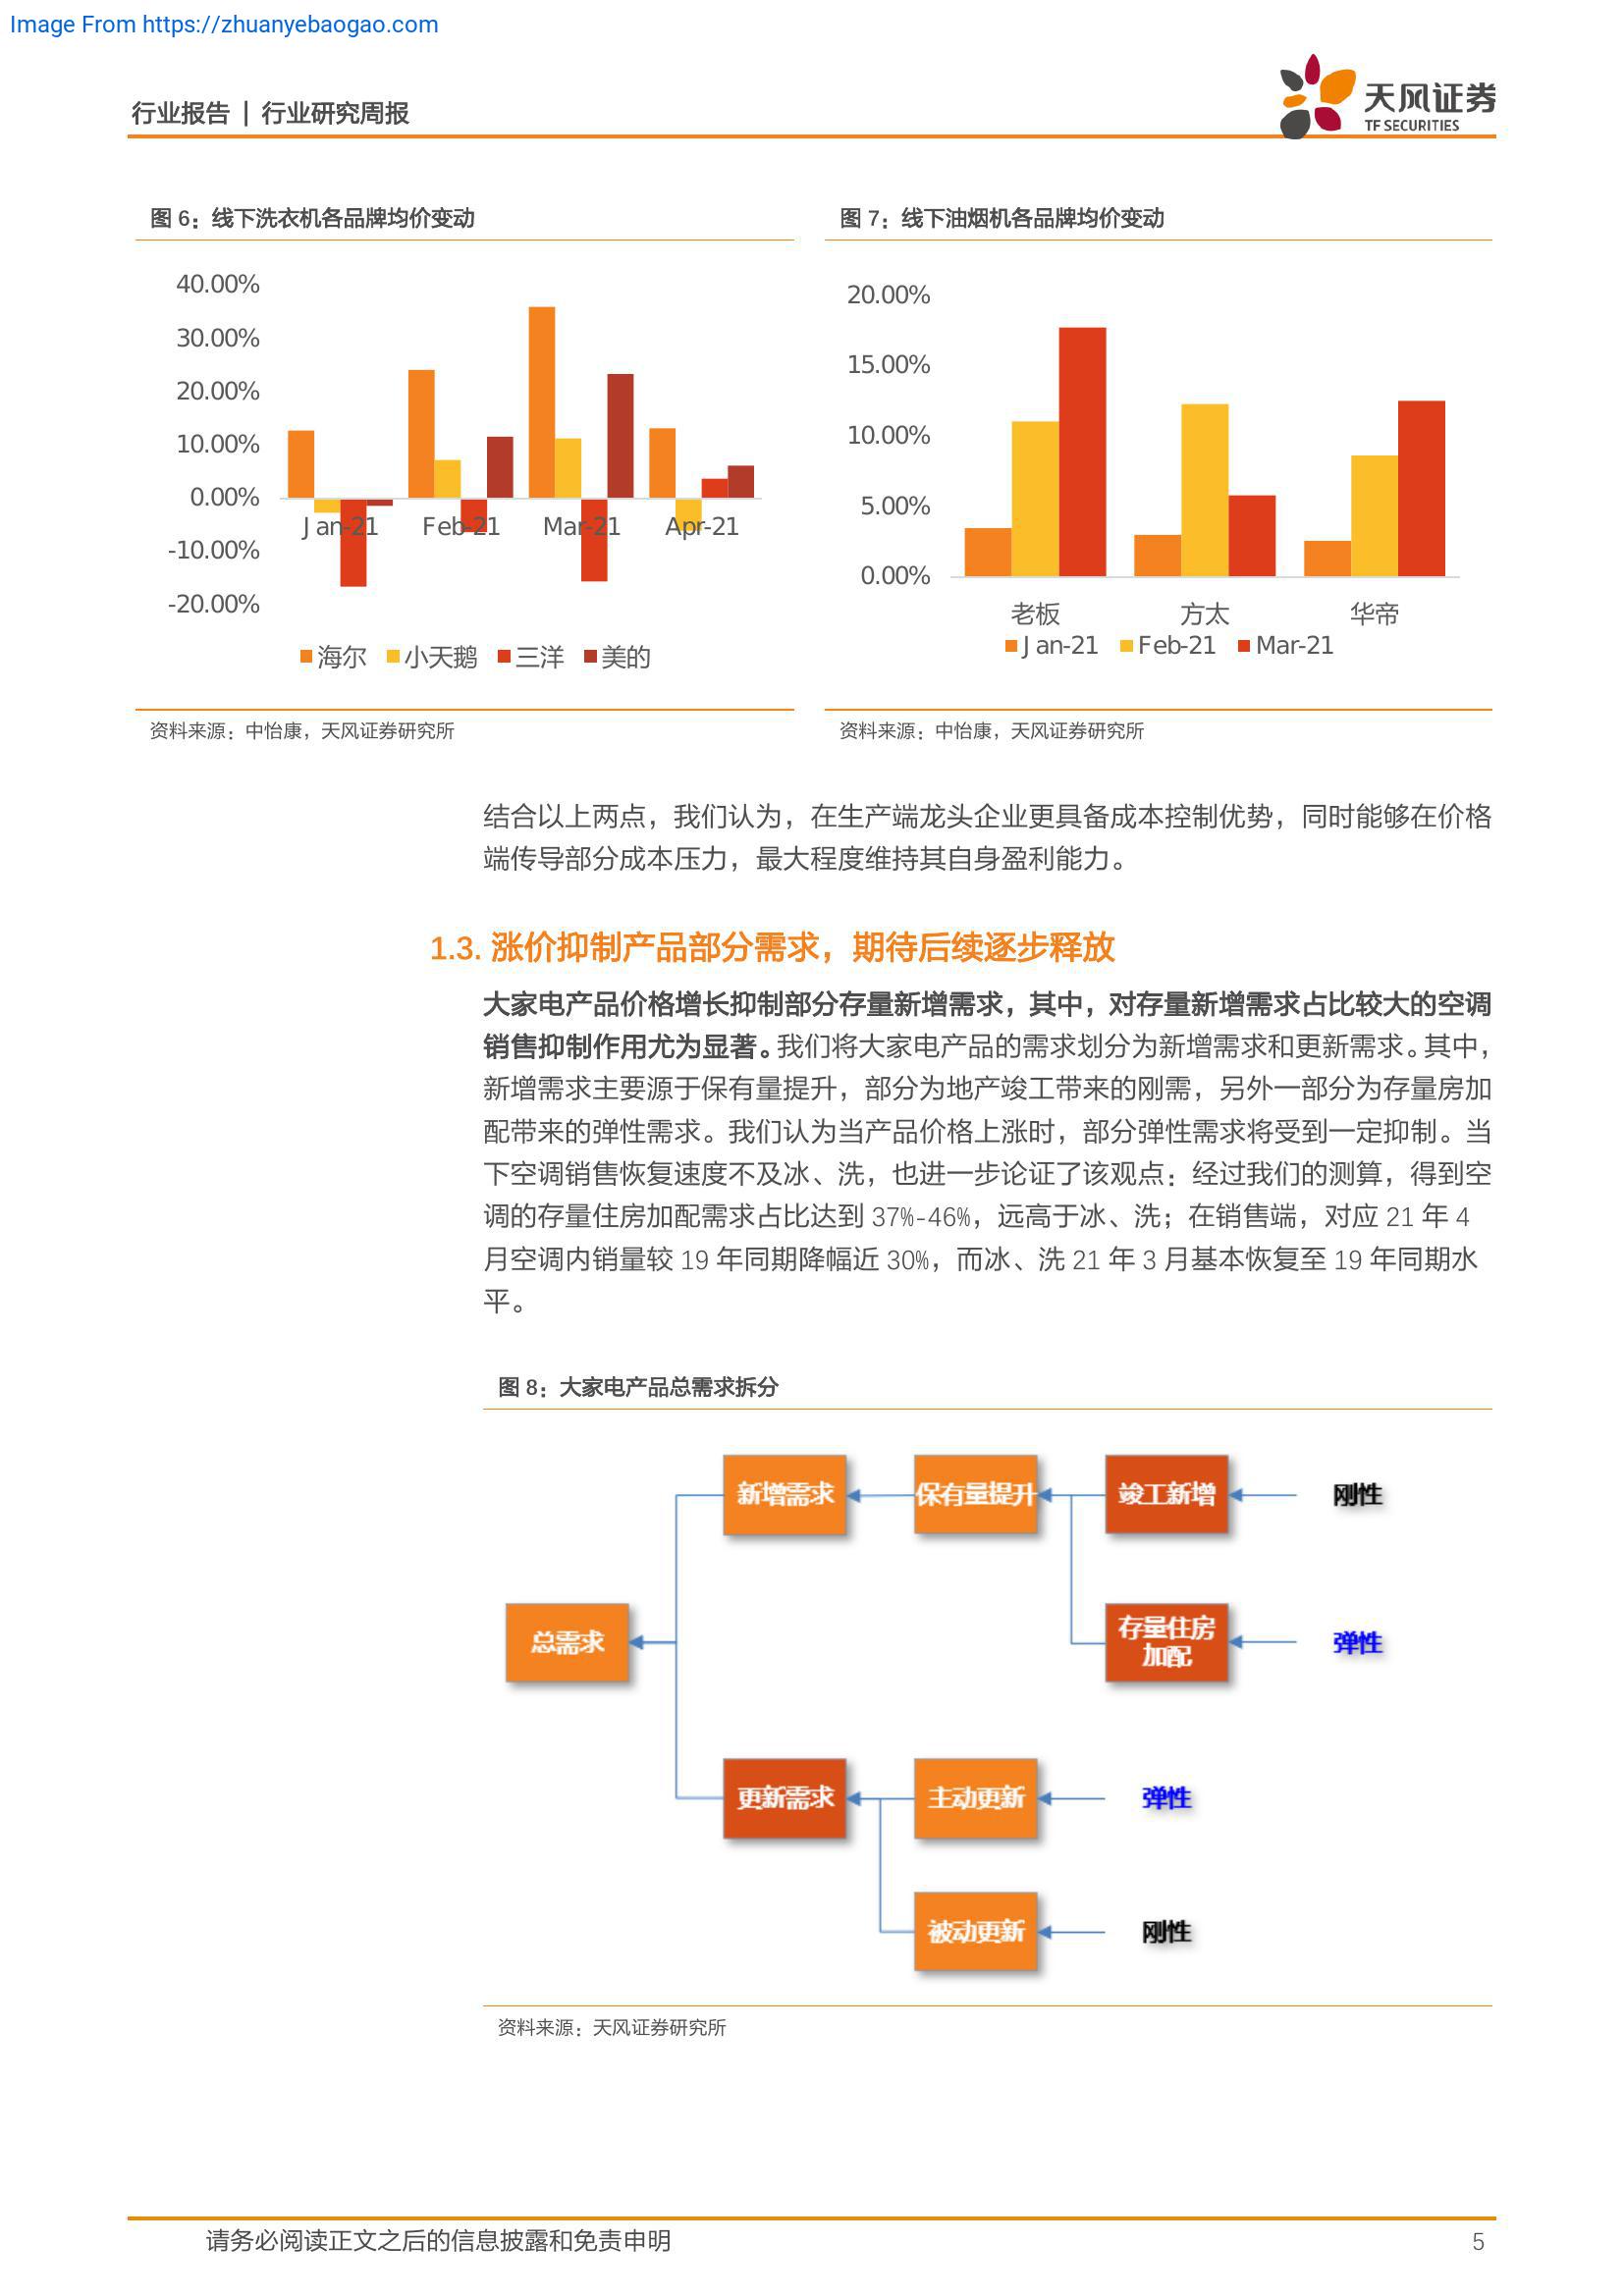 Image From https://zhuanyebaogao.com
行业报告 | 行业研究周报
天风证券
TF SECURITIES
图 6：线下洗衣机各品牌均价变动
40.00%
30.00%
20.00%
10.00%
0.00%
-10.00%
-20.00%
Jan-21 Feb-21 Mar-21 Apr-21
海尔 小天鹅 三洋 美的
资料来源：中怡康，天风证券研究所
图 7：线下油烟机各品牌均价变动
20.00%
15.00%
10.00%
5.00%
0.00%
老板 方太 华帝
Jan-21 Feb-21 Mar-21
资料来源：中怡康，天风证券研究所
结合以上两点，我们认为，在生产端龙头企业更具备成本控制优势，同时能够在价格
端传导部分成本压力，最大程度维持其自身盈利能力。
1.3. 涨价抑制产品部分需求，期待后续逐步释放
大家电产品价格增长抑制部分存量新增需求，其中，对存量新增需求占比较大的空调
销售抑制作用尤为显著。我们将大家电产品的需求划分为新增需求和更新需求。其中，
新增需求主要源于保有量提升，部分为地产竣工带来的刚需，另外一部分为存量房加
配带来的弹性需求。我们认为当产品价格上涨时，部分弹性需求将受到一定抑制。当
下空调销售恢复速度不及冰、洗，也进一步论证了该观点：经过我们的测算，得到空
调的存量住房加配需求占比达到 37%-46%，远高于冰、洗；在销售端，对应 21 年 4
月空调内销量较 19 年同期降幅近 30%，而冰、洗 21 年 3 月基本恢复至 19 年同期水
平。
图 8：大家电产品总需求拆分
新增需求 保有量提升 竣工新增 刚性
总需求 存量住房 弹性
加配
更新需求 主动更新 弹性
被动更新 刚性
资料来源：天风证券研究所
请务必阅读正文之后的信息披露和免责申明 5